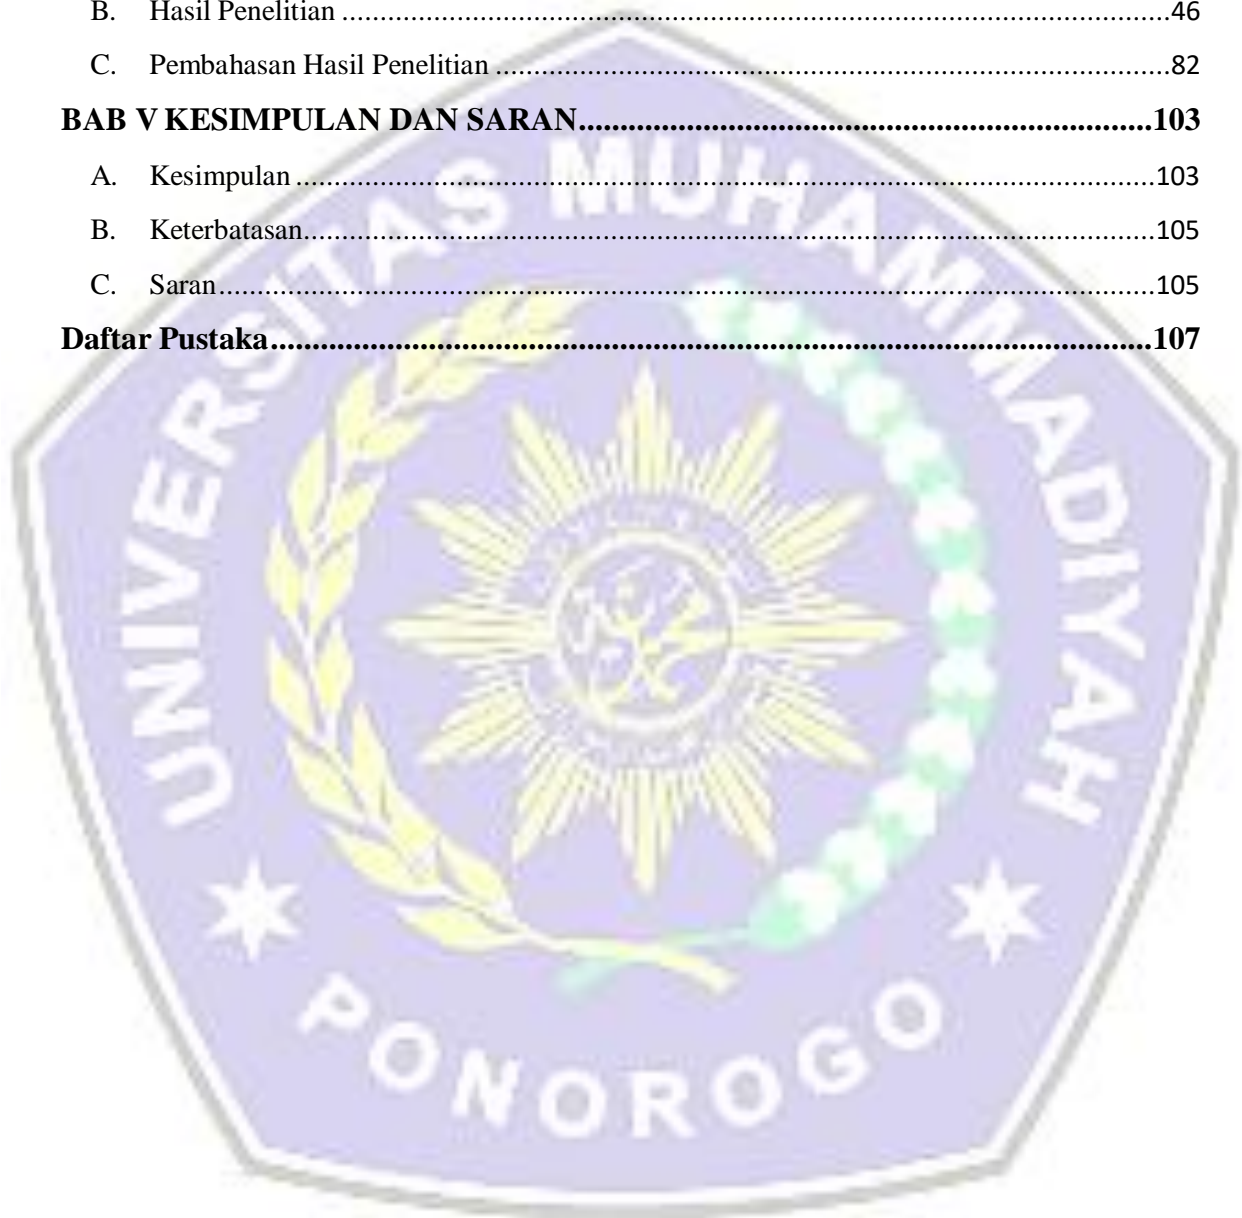 B. Hasil Penelitian ........................................................................................................46
C. Pembahasan Hasil Penelitian ....................................................................................82
BAB V KESIMPULAN DAN SARAN.....................................................................103
A. Kesimpulan ............................................................................................................103
B. Keterbatasan..........................................................................................................105
C. Saran......................................................................................................................105
Daftar Pustaka..........................................................................................................107
UNIVERSITAS MUHAMMADIYAH
PONOROGO